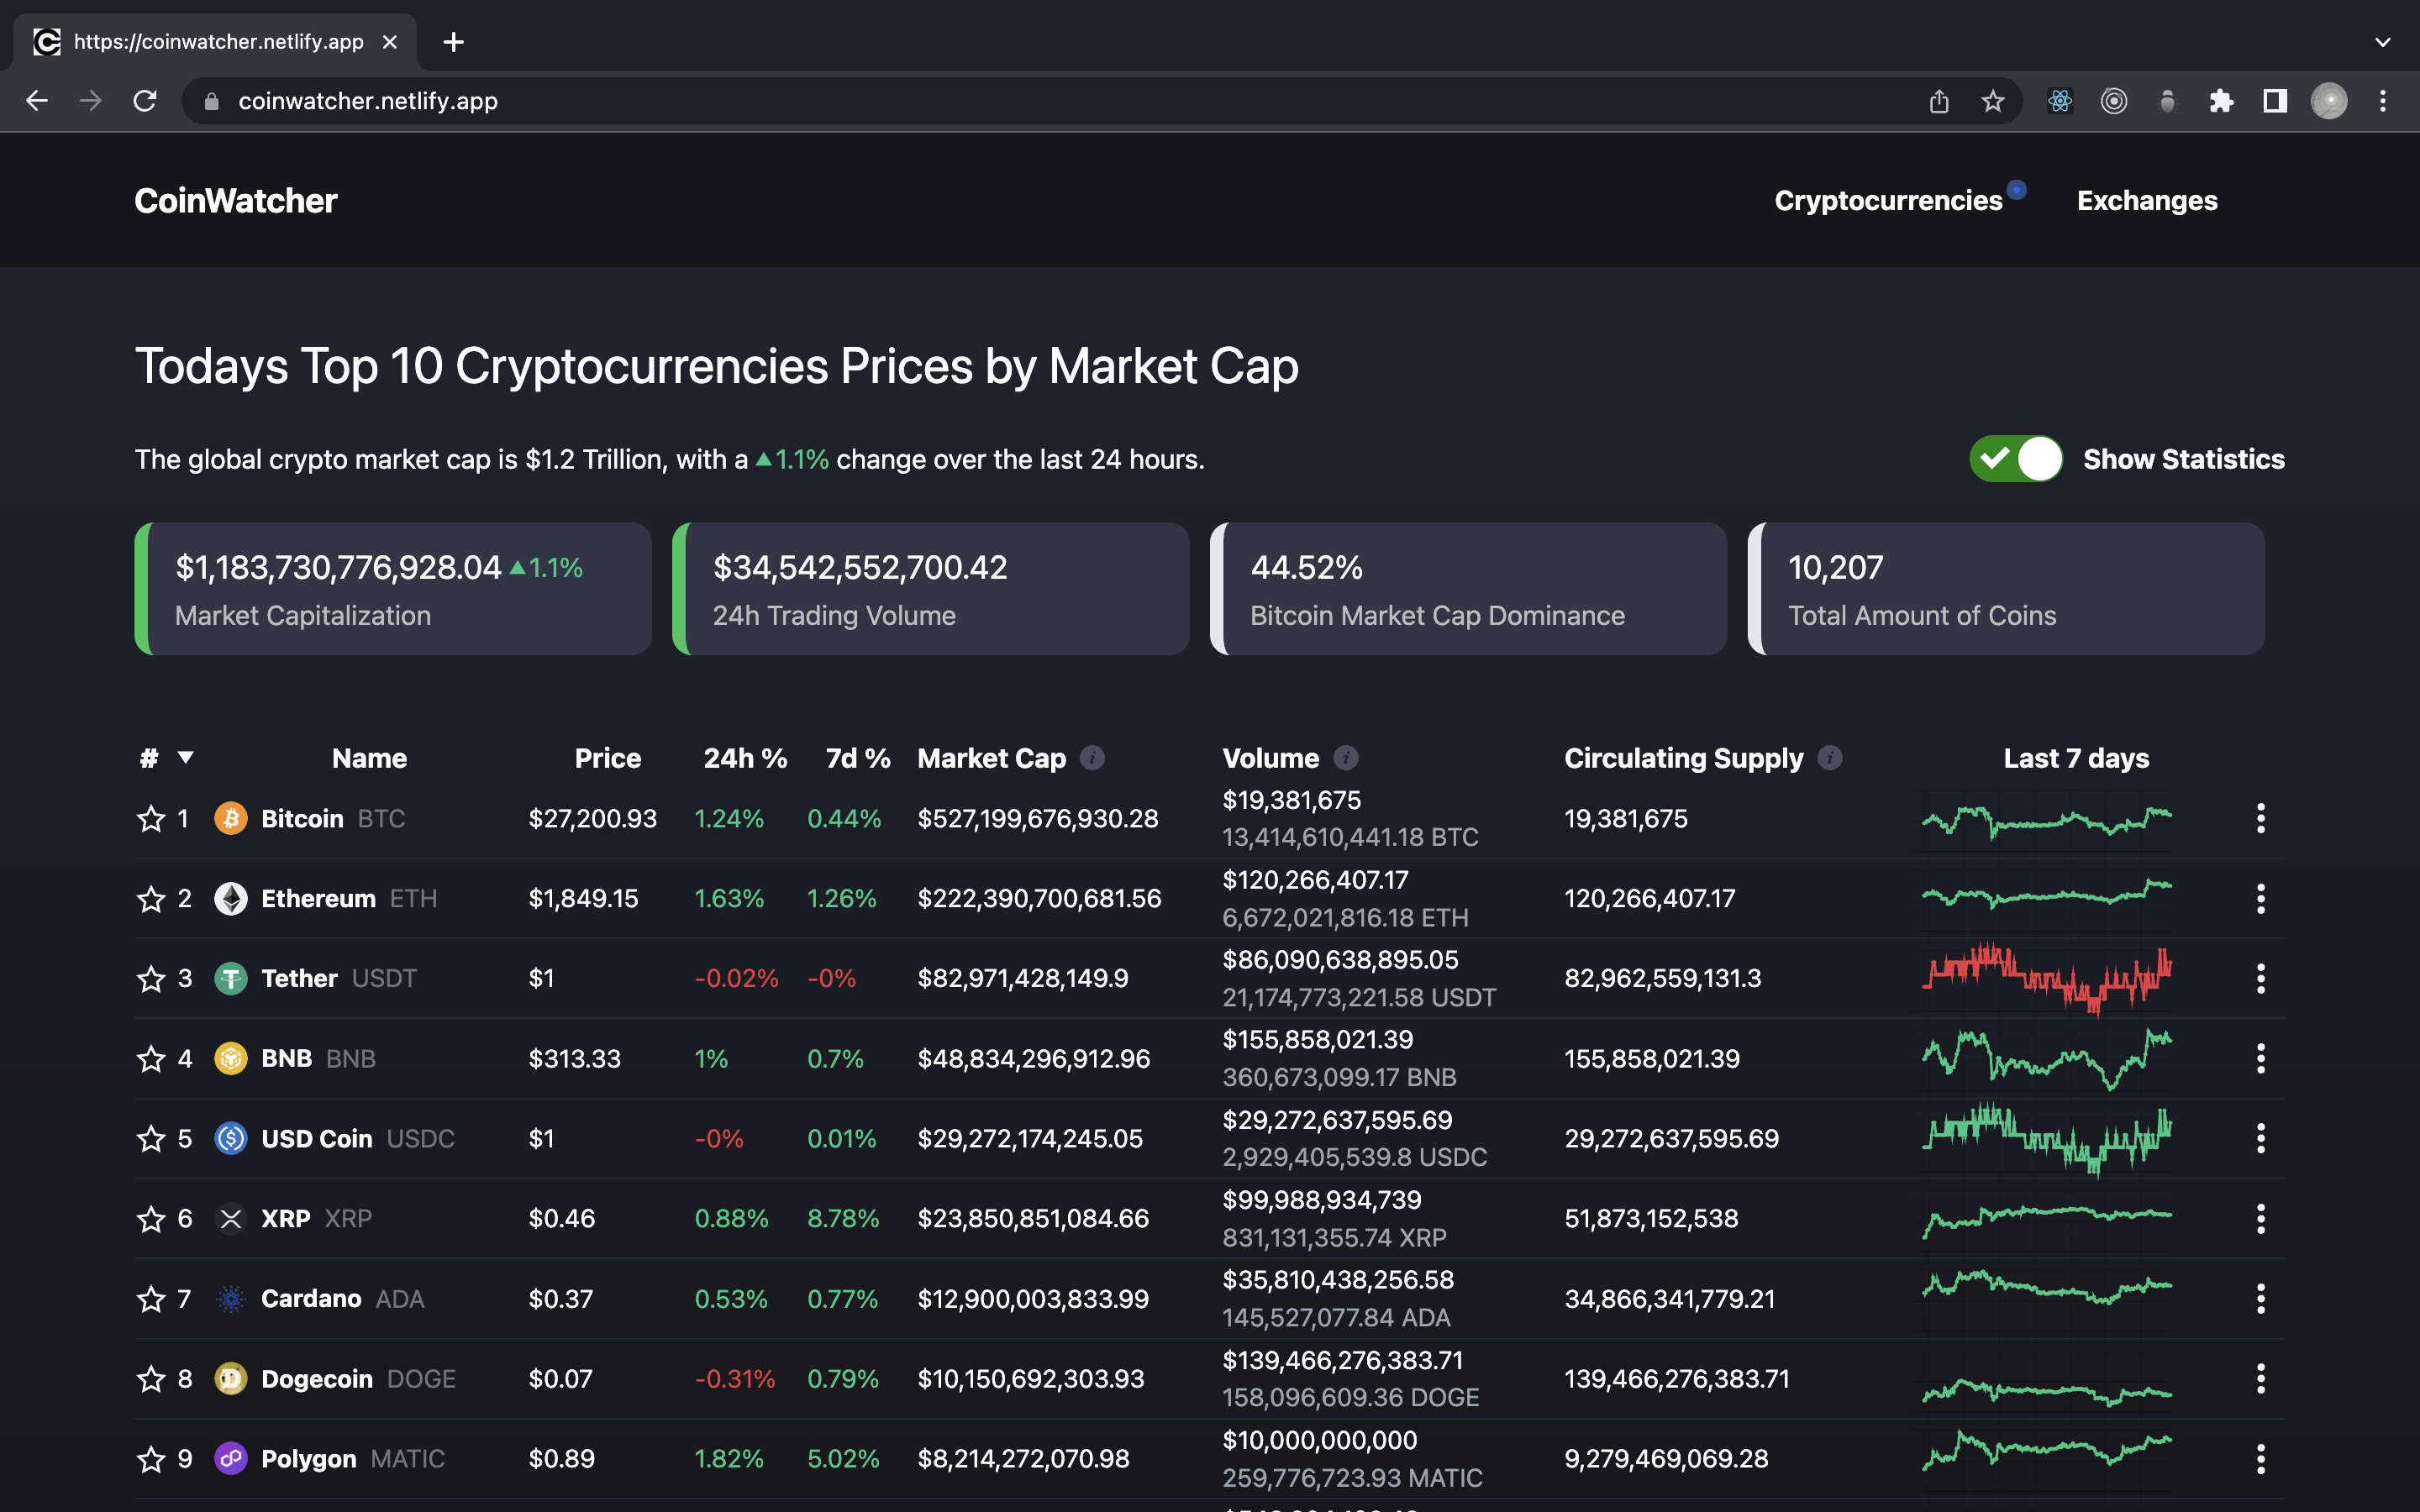 https://coinwatcher.netlify.app
coinwatcher.netlify.app
CoinWatcher
Cryptocurrencies
Exchanges
Todays Top 10 Cryptocurrencies Prices by Market Cap
The global crypto market cap is $1.2 Trillion, with a ▲1.1% change over the last 24 hours.
Show Statistics
$1,183,730,776,928.04 ▲1.1%
Market Capitalization
$34,542,552,700.42
24h Trading Volume
44.52%
Bitcoin Market Cap Dominance
10,207
Total Amount of Coins
# ▼ Name Price 24h % 7d % Market Cap i Volume i Circulating Supply i Last 7 days
1 Bitcoin BTC $27,200.93 1.24% 0.44% $527,199,676,930.28 $19,381,675 19,381,675
13,414,610,441.18 BTC
2 Ethereum ETH $1,849.15 1.63% 1.26% $222,390,700,681.56 $120,266,407.17 120,266,407.17
6,672,021,816.18 ETH
3 Tether USDT $1 -0.02% -0% $82,971,428,149.9 $86,090,638,895.05 82,962,559,131.3
21,174,773,221.58 USDT
4 BNB BNB $313.33 1% 0.7% $48,834,296,912.96 $155,858,021.39 155,858,021.39
360,673,099.17 BNB
5 USD Coin USDC $1 -0% 0.01% $29,272,174,245.05 $29,272,637,595.69 29,272,637,595.69
2,929,405,539.8 USDC
6 XRP XRP $0.46 0.88% 8.78% $23,850,851,084.66 $99,988,934,739 51,873,152,538
831,131,355.74 XRP
7 Cardano ADA $0.37 0.53% 0.77% $12,900,003,833.99 $35,810,438,256.58 34,866,341,779.21
145,527,077.84 ADA
8 Dogecoin DOGE $0.07 -0.31% 0.79% $10,150,692,303.93 $139,466,276,383.71 139,466,276,383.71
158,096,609.36 DOGE
9 Polygon MATIC $0.89 1.82% 5.02% $8,214,272,070.98 $10,000,000,000 9,279,469,069.28
259,776,723.93 MATIC